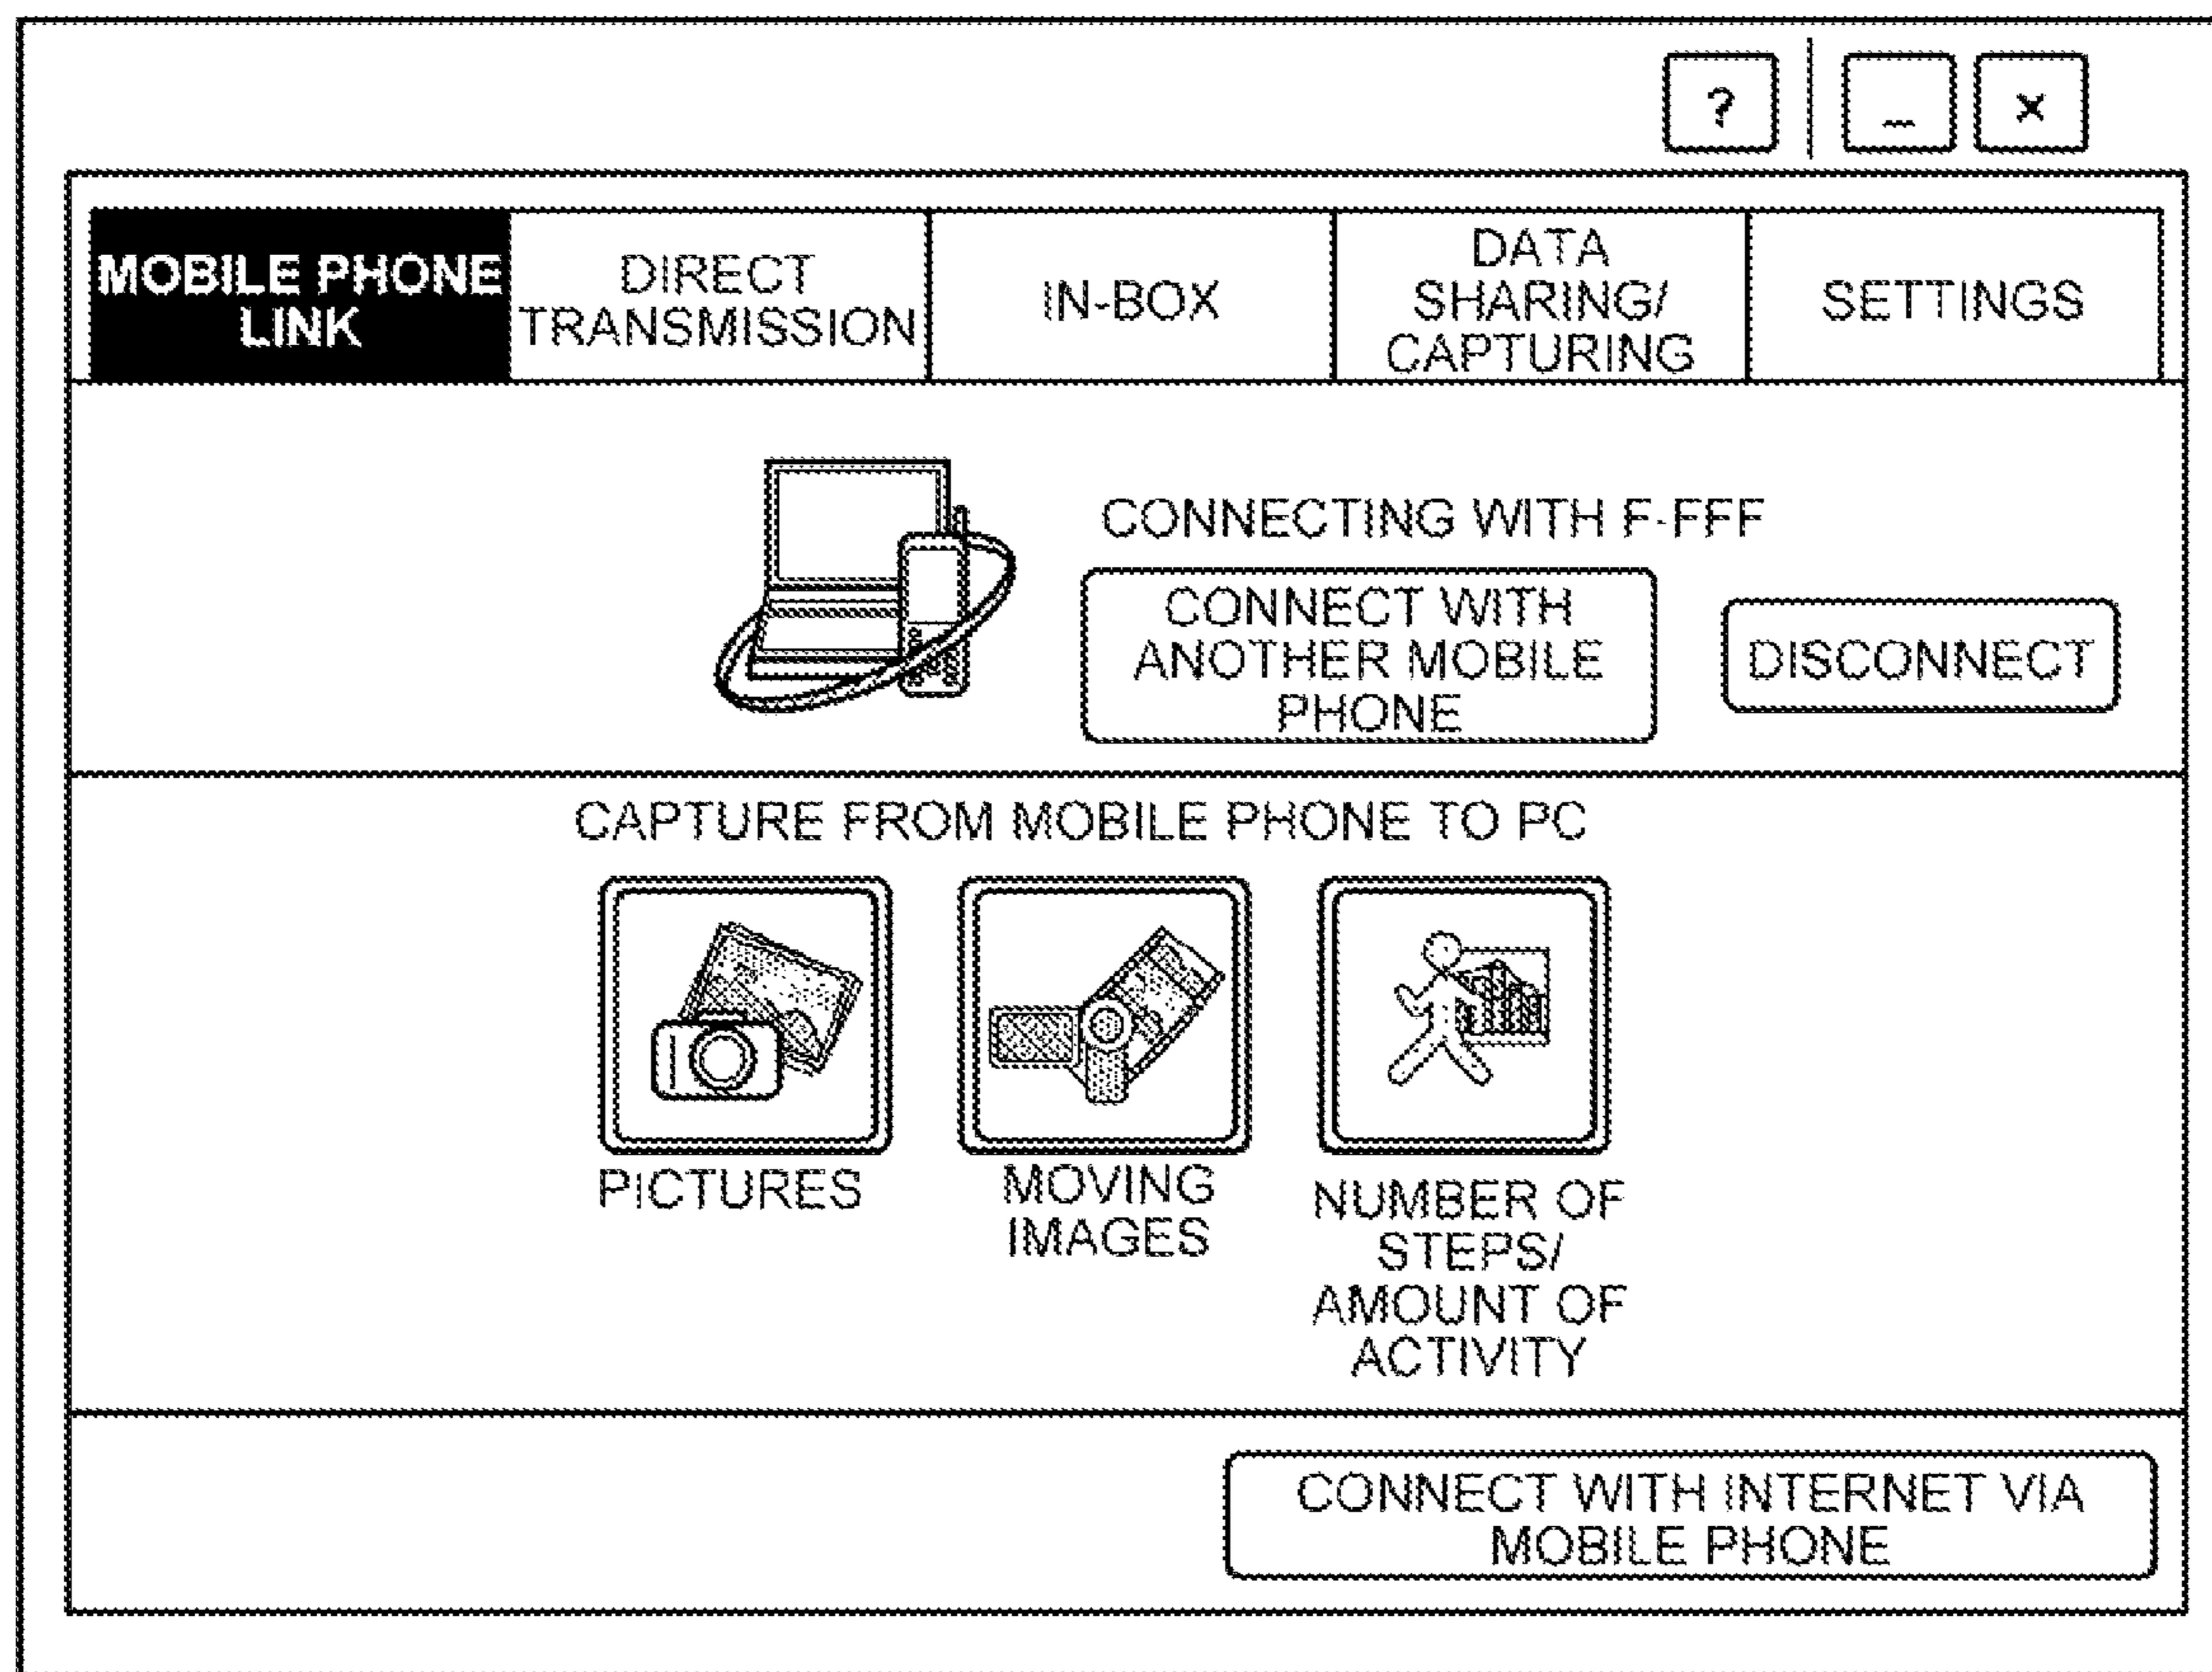 ?
_
×
MOBILE PHONE
LINK
DIRECT
TRANSMISSION
IN-BOX
DATA
SHARING/
CAPTURING
SETTINGS
CONNECTING WITH F-FFF
CONNECT WITH
ANOTHER MOBILE
PHONE
DISCONNECT
CAPTURE FROM MOBILE PHONE TO PC
PICTURES
MOVING
IMAGES
NUMBER OF
STEPS/
AMOUNT OF
ACTIVITY
CONNECT WITH INTERNET VIA
MOBILE PHONE